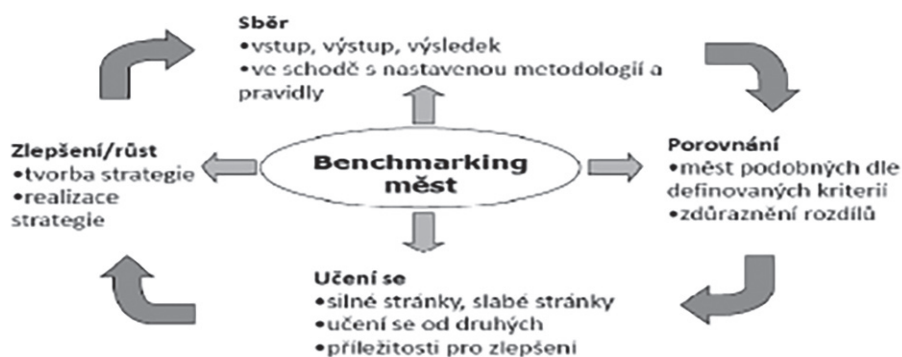 Sběr
•vstup, výstup, výsledek
•ve schodě s nastavenou metodologií a
pravidly
Zlepšení/růst
•tvorba strategie
•realizace
strategie
Benchmarking
měst
Porovnání
•měst podobných dle
definovaných kriterií
•zdůraznění rozdílů
Učení se
•silné stránky, slabé stránky
•učení se od druhých
•příležitosti pro zlepšení